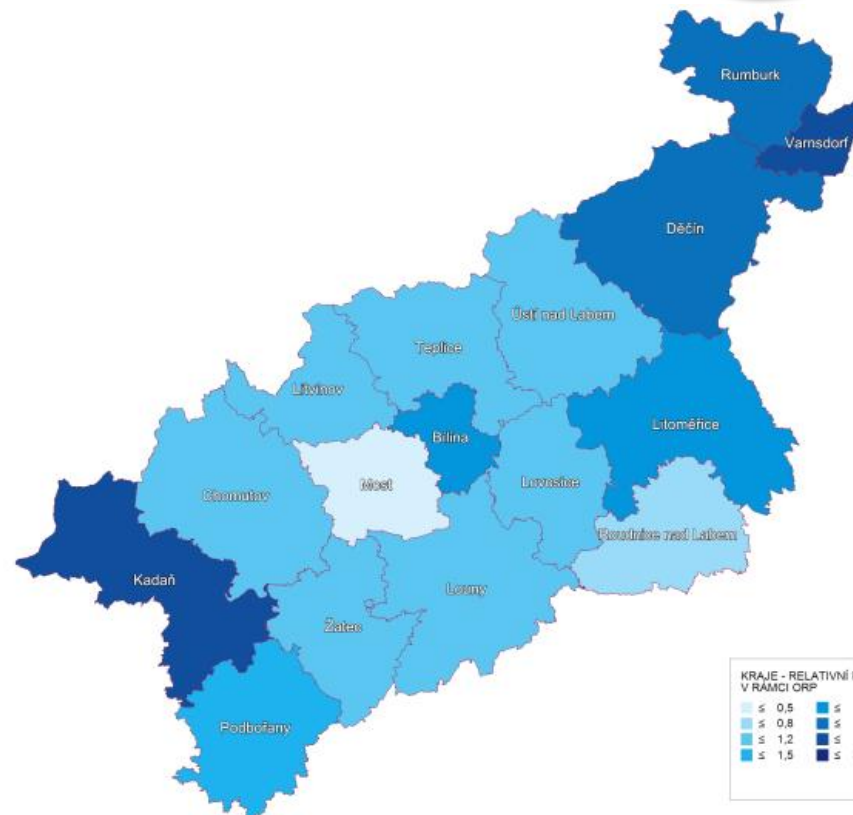 Rumburk
Varnsdorf
Děčín
Ústí nad Labem
Teplice
Litvínov
Bílina
Litoměřice
Chomutov
Most
Lovosice
Roudnice nad Labem
Kadaň
Louny
Žatec
Podbořany
KRAJE - RELATIVNÍ
V RÁMCI ORP
≤ 0,5 ≤
≤ 0,8 ≤
≤ 1,2 ≤
≤ 1,5 ≤